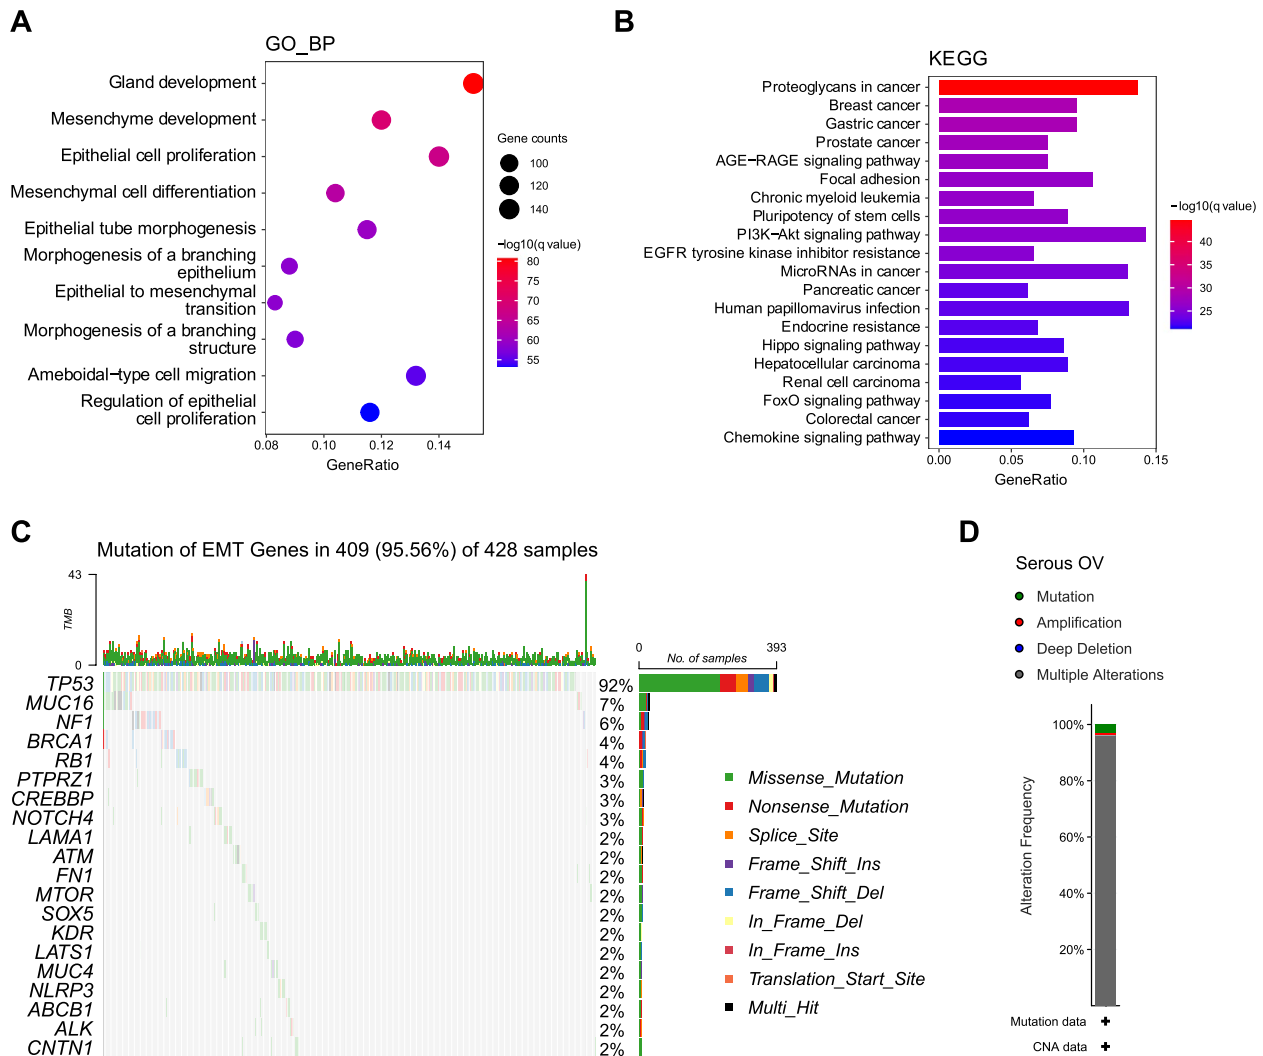 A
GO_BP
Gland development
Mesenchyme development
Epithelial cell proliferation
Mesenchymal cell differentiation
Epithelial tube morphogenesis
Morphogenesis of a branching
epithelium
Epithelial to mesenchymal
transition
Morphogenesis of a branching
structure
Ameboidal−type cell migration
Regulation of epithelial
cell proliferation
0.08 0.10 0.12 0.14
GeneRatio
Gene counts
100
120
140
−log10(q value)
80
75
70
65
60
55
B
KEGG
Proteoglycans in cancer
Breast cancer
Gastric cancer
Prostate cancer
AGE−RAGE signaling pathway
Focal adhesion
Chronic myeloid leukemia
Pluripotency of stem cells
PI3K−Akt signaling pathway
EGFR tyrosine kinase inhibitor resistance
MicroRNAs in cancer
Pancreatic cancer
Human papillomavirus infection
Endocrine resistance
Hippo signaling pathway
Hepatocellular carcinoma
Renal cell carcinoma
FoxO signaling pathway
Colorectal cancer
Chemokine signaling pathway
0.00 0.05 0.10 0.15
GeneRatio
−log10(q value)
40
35
30
25
C
Mutation of EMT Genes in 409 (95.56%) of 428 samples
43
TMB
0
0 393
No. of samples
TP53 92%
MUC16 7%
NF1 6%
BRCA1 4%
RB1 4%
PTPRZ1 3%
CREBBP 3%
NOTCH4 3%
LAMA1 2%
ATM 2%
FN1 2%
MTOR 2%
SOX5 2%
KDR 2%
LATS1 2%
MUC4 2%
NLRP3 2%
ABCB1 2%
ALK 2%
CNTN1 2%
Missense_Mutation
Nonsense_Mutation
Splice_Site
Frame_Shift_Ins
Frame_Shift_Del
In_Frame_Del
In_Frame_Ins
Translation_Start_Site
Multi_Hit
D
Serous OV
Mutation
Amplification
Deep Deletion
Multiple Alterations
Alteration Frequency
100%
80%
60%
40%
20%
Mutation data +
CNA data +